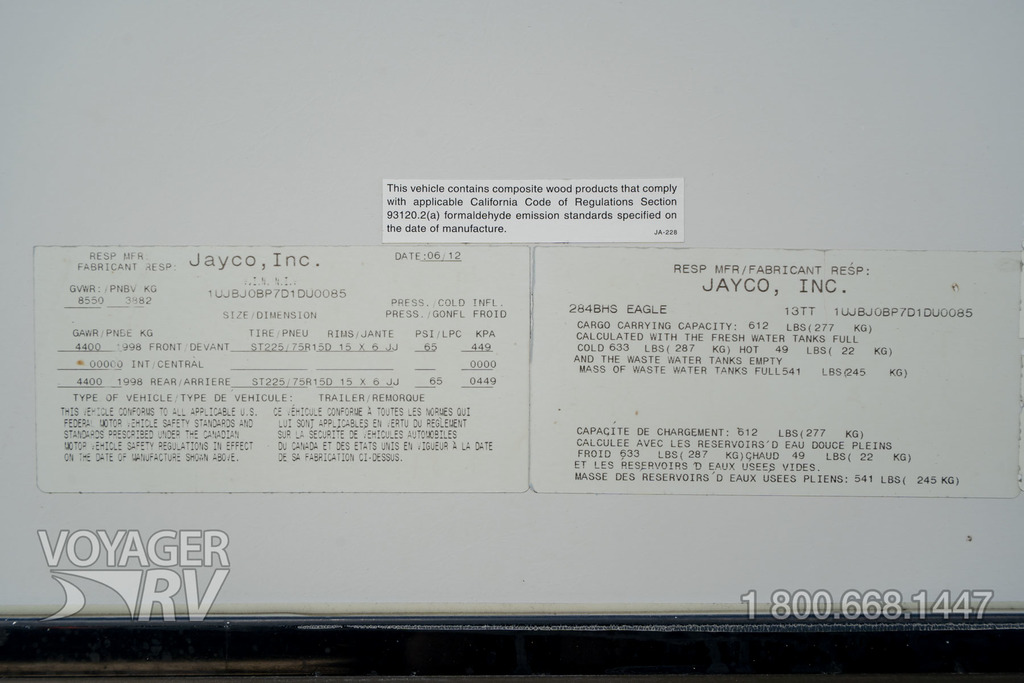 This vehicle contains composite wood products that comply
with applicable California Code of Regulations Section
93120.2(a) formaldehyde emission standards specified on
the date of manufacture.
JA-228
RESP MFR
FABRICANT RESP: Jayco, Inc. DATE: 06/12
GVWR: /PNBV KG V.I.N. N.I.V.
8550 3882 1UJBJ0BP7D1DU0085
PRESS./COLD INFL.
SIZE/DIMENSION PRESS./GONFL FROID
GAWR/PNBE KG TIRE/PNEU RIMS/JANTE PSI/LPC KPA
4400 1998 FRONT/DEVANT ST225/75R15D 15 X 6 JJ 65 449
00000 INT/CENTRAL 0000
4400 1998 REAR/ARRIERE ST225/75R15D 15 X 6 JJ 65 0449
TYPE OF VEHICLE/TYPE DE VEHICULE: TRAILER/REMORQUE
THIS VEHICLE CONFORMS TO ALL APPLICABLE U.S.
FEDERAL MOTOR VEHICLE SAFETY STANDARDS AND
STANDARDS PRESCRIBED UNDER THE CANADIAN
MOTOR VEHICLE SAFETY REGULATIONS IN EFFECT
ON THE DATE OF MANUFACTURE SHOWN ABOVE.
CE VÉHICULE CONFORME À TOUTES LES NORMES QUI
LUI SONT APPLICABLES EN VERTU DU REGLEMENT
SUR LA SECURITE DE VEHICULES AUTOMOBILES
DU CANADA ET DES ETATS UNIS EN VIGUEUR À LA DATE
DE SA FABRICATION CI-DESSUS.
RESP MFR/FABRICANT RESP:
JAYCO, INC.
284BHS EAGLE 13TT 1UJBJ0BP7D1DU0085
CARGO CARRYING CAPACITY: 612 LBS(277 KG)
CALCULATED WITH THE FRESH WATER TANKS FULL
COLD 633 LBS(287 KG) HOT 49 LBS( 22 KG)
AND THE WASTE WATER TANKS EMPTY
MASS OF WASTE WATER TANKS FULL541 LBS(245 KG)
CAPACITE DE CHARGEMENT: 612 LBS(277 KG)
CALCULEE AVEC LES RESERVOIRS'D EAU DOUCE PLEINS
FROID 633 LBS(287 KG)CHAUD 49 LBS( 22 KG)
ET LES RESERVOIRS 'D EAUX USEES VIDES.
MASSE DES RESERVOIRS'D EAUX USEES PLIENS: 541 LBS( 245 KG)
VOYAGER
RV
1 800.668.1447